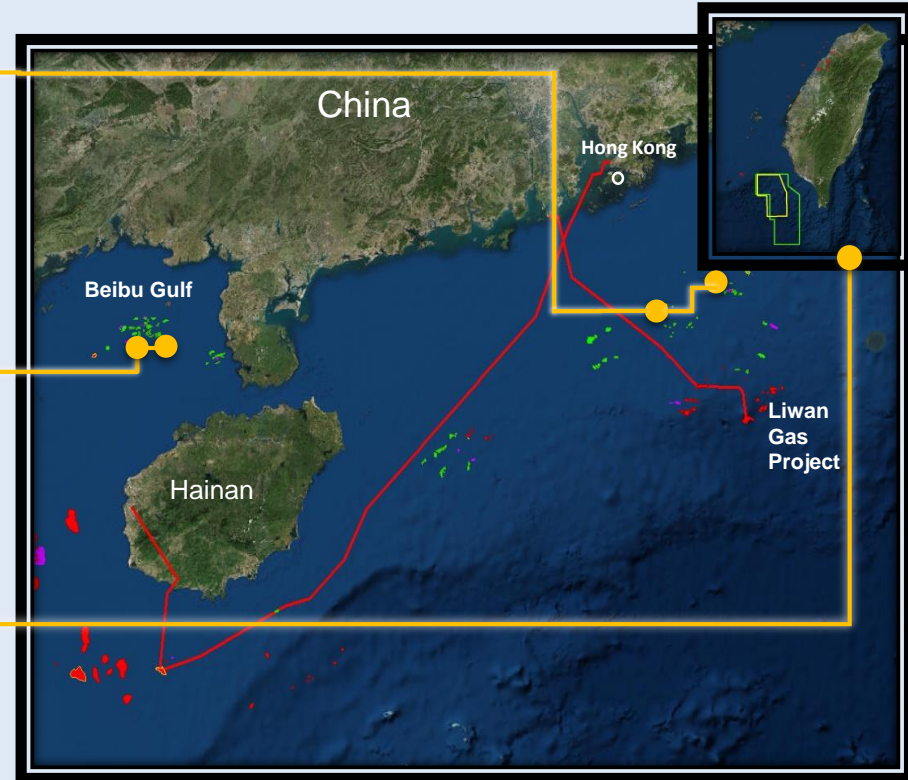 China
Hong Kong
Beibu Gulf
Liwan
Gas
Project
Hainan